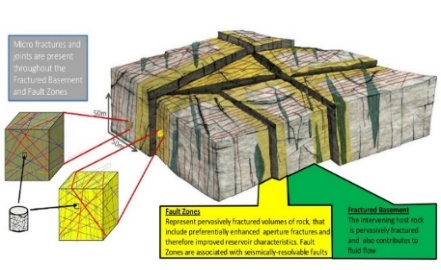 Micro fractures and
joints are present
throughout the
Fractured Basement
and Fault Zones
50m
50m
Fault Zones
Represent pervasively fractured volumes of rock, that
include preferentially enhanced aperture fractures and
therefore improved reservoir characteristics. Fault
Zones are associated with seismically-resolvable faults
Fractured Basement
The intervening host rock
is pervasively fractured
and also contributes to
fluid flow